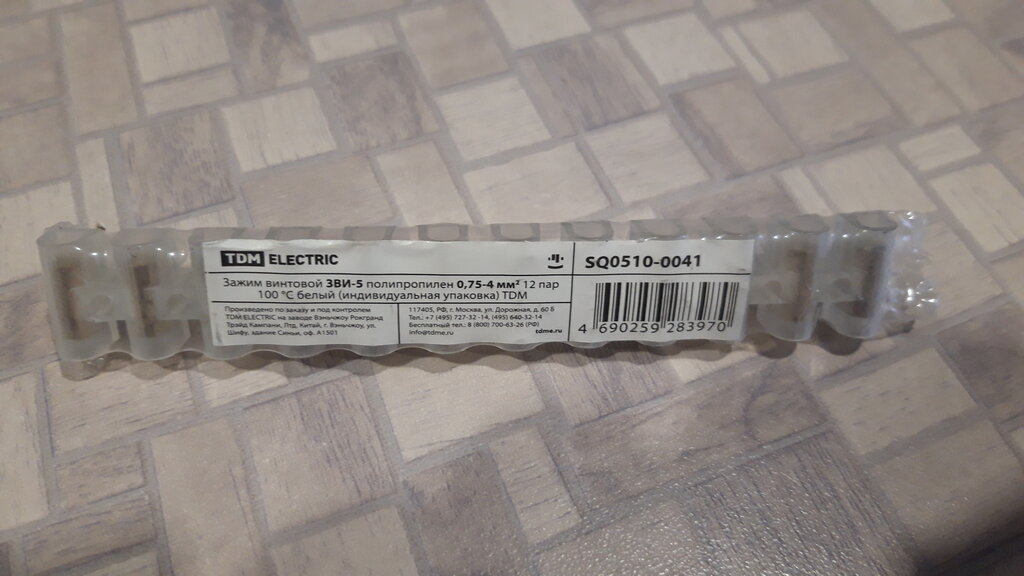 TDM ELECTRIC
SQ0510-0041
Зажим винтовой ЗВИ-5 полипропилен 0,75-4 мм² 12 пар
100 °С белый (индивидуальная упаковка) TDM
Произведено по заказу и под контролем
TDM ELECTRIC на заводе Вэньчжоу Рокгранд
Трэйд Кампани, Лтд, Китай, г. Вэньчжоу, ул.
Шифу, здание Синьи, оф. А1501
117405, РФ, г. Москва, ул. Дорожная, д. 60 Б
Тел.: +7 (495) 727-32-14, (495) 640-32-14
Бесплатный тел.: 8 (800) 700-63-26 (РФ)
info@tdme.ru
tdme.ru
4 690259 283970